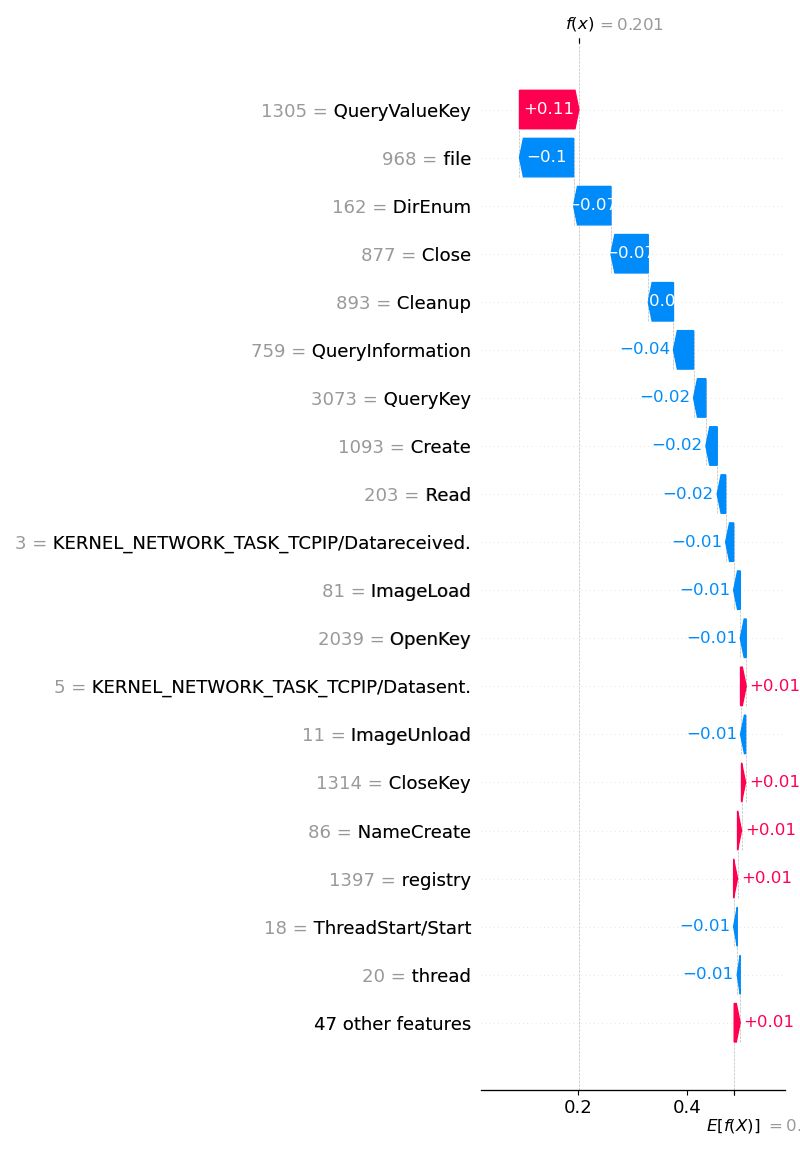 f(x) = 0.201
1305 = QueryValueKey
+0.11
968 = file
−0.1
162 = DirEnum
−0.07
877 = Close
−0.07
893 = Cleanup
0.0
759 = QueryInformation
−0.04
3073 = QueryKey
−0.02
1093 = Create
−0.02
203 = Read
−0.02
3 = KERNEL_NETWORK_TASK_TCPIP/Datareceived.
−0.01
81 = ImageLoad
−0.01
2039 = OpenKey
−0.01
5 = KERNEL_NETWORK_TASK_TCPIP/Datasent.
+0.01
11 = ImageUnload
−0.01
1314 = CloseKey
+0.01
86 = NameCreate
+0.01
1397 = registry
+0.01
18 = ThreadStart/Start
−0.01
20 = thread
−0.01
47 other features
+0.01
0.2 0.4
E[f(X)] = 0.